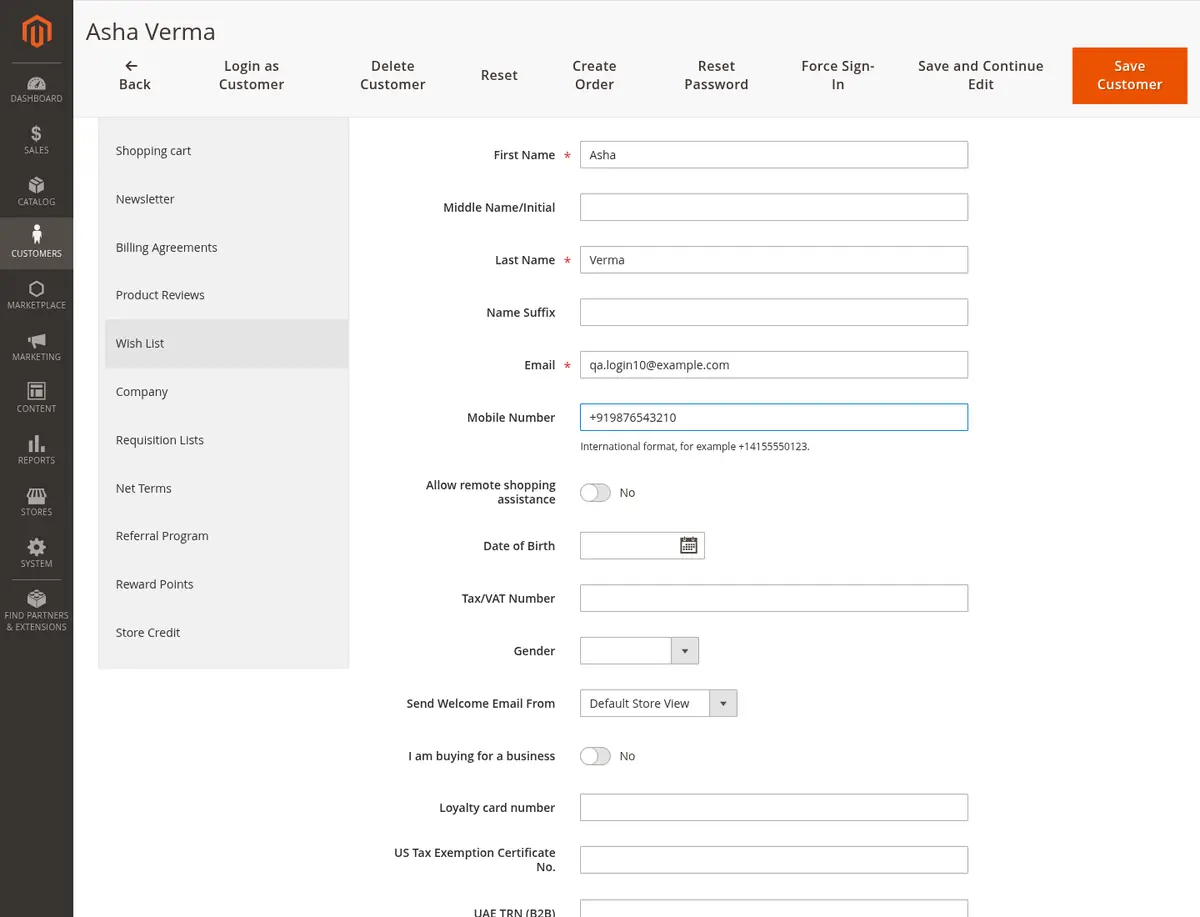 Asha Verma
← Back
Login as Customer
Delete Customer
Reset
Create Order
Reset Password
Force Sign-In
Save and Continue Edit
Save Customer
DASHBOARD
$
SALES
CATALOG
CUSTOMERS
MARKETPLACE
MARKETING
CONTENT
REPORTS
STORES
SYSTEM
FIND PARTNERS
& EXTENSIONS
Shopping cart
Newsletter
Billing Agreements
Product Reviews
Wish List
Company
Requisition Lists
Net Terms
Referral Program
Reward Points
Store Credit
First Name * Asha
Middle Name/Initial
Last Name * Verma
Name Suffix
Email * qa.login10@example.com
Mobile Number +919876543210
International format, for example +14155550123.
Allow remote shopping
assistance No
Date of Birth
Tax/VAT Number
Gender
Send Welcome Email From Default Store View
I am buying for a business No
Loyalty card number
US Tax Exemption Certificate
No.
UAE TRN (B2B)